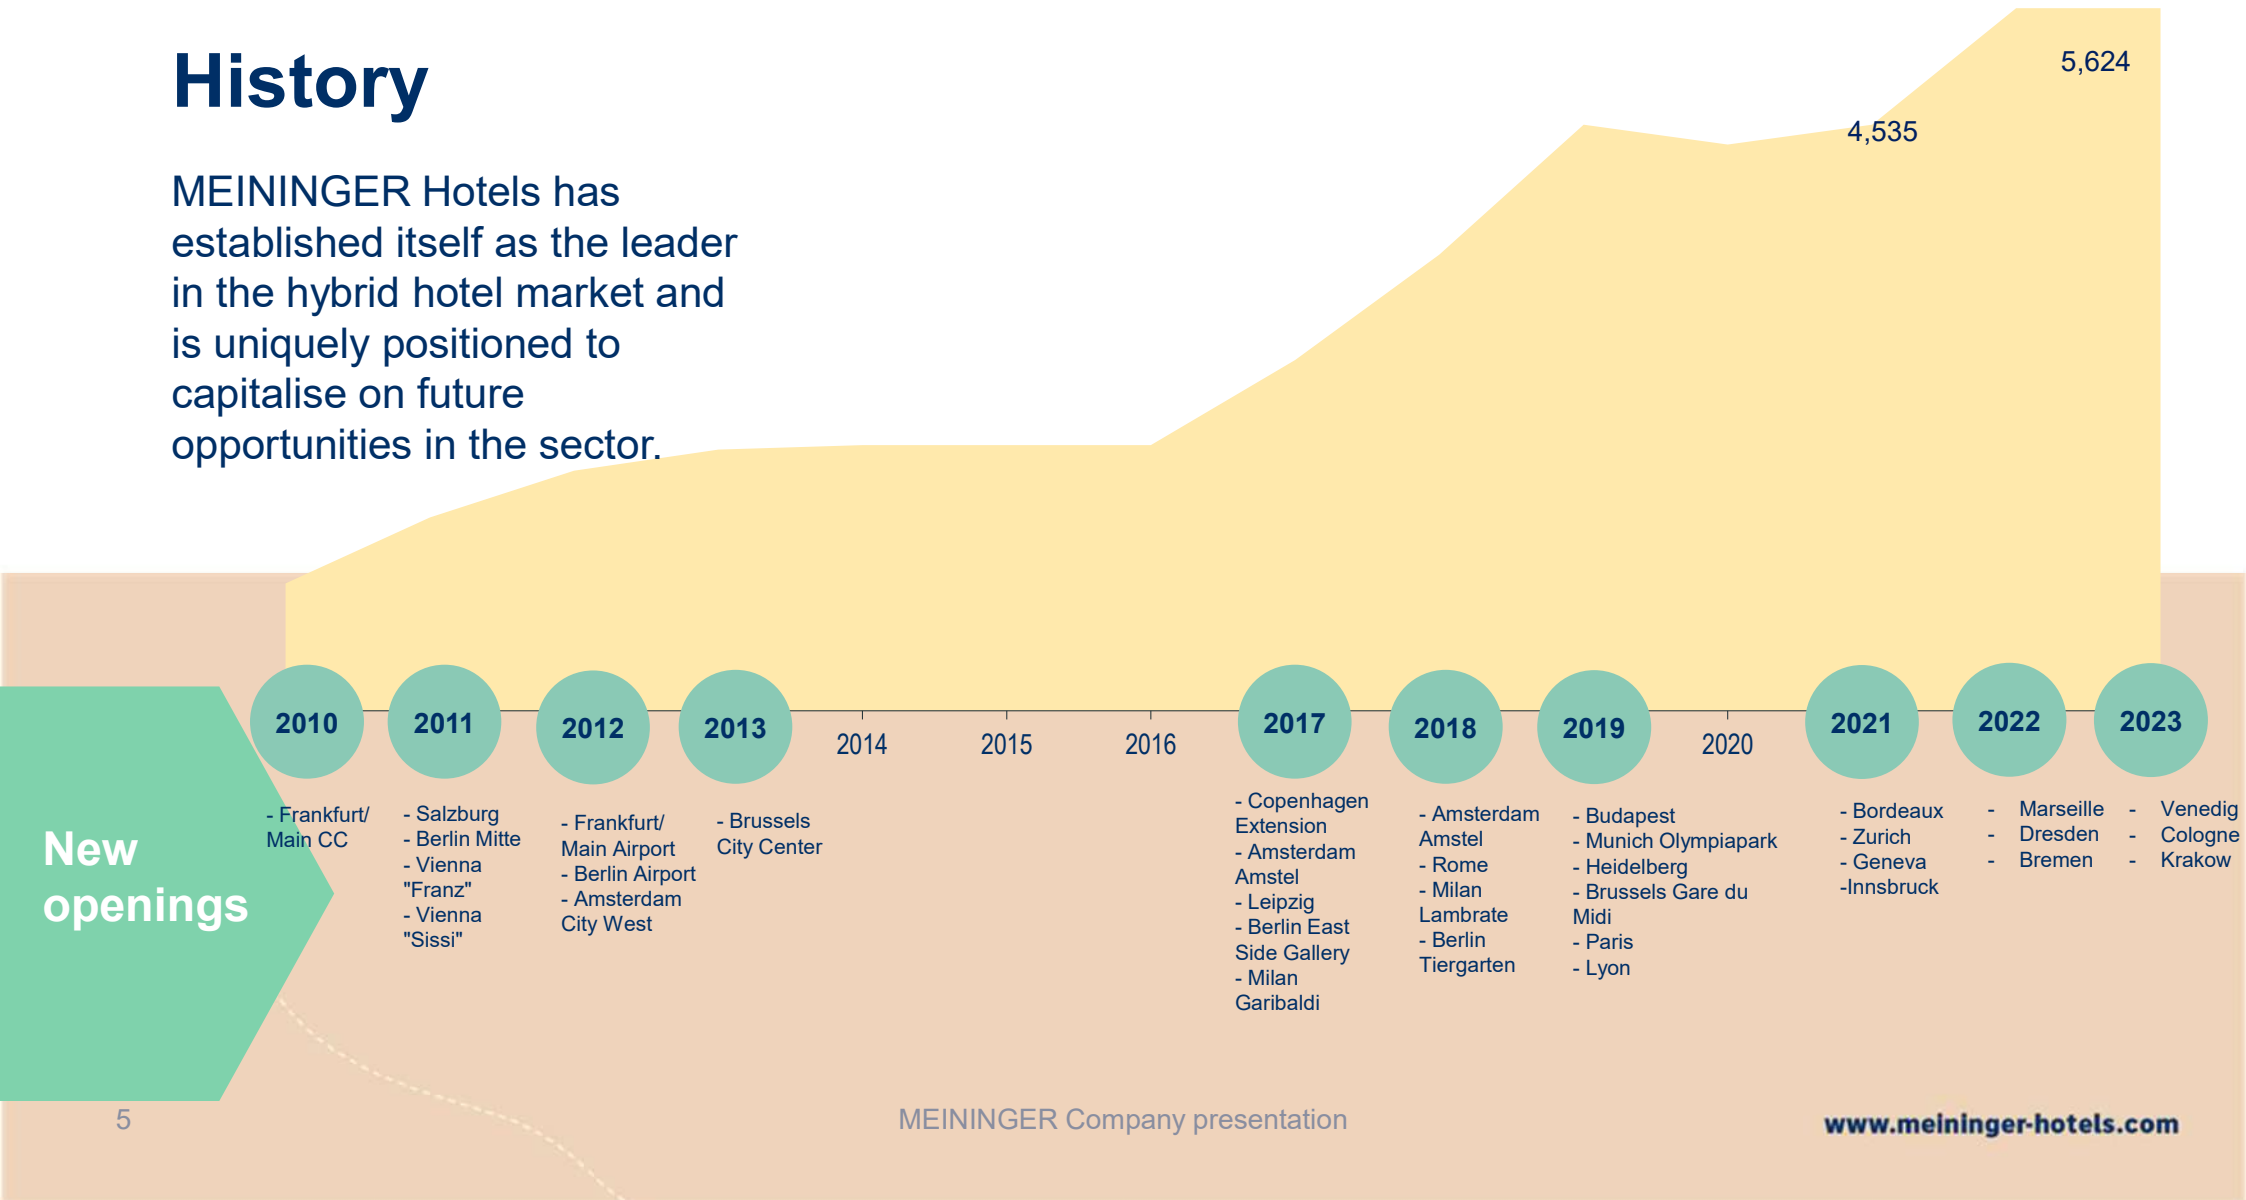 History
MEININGER Hotels has
established itself as the leader
in the hybrid hotel market and
is uniquely positioned to
capitalise on future
opportunities in the sector.
5,624
4,535
2010
2011
2012
2013
2014
2015
2016
2017
2018
2019
2020
2021
2022
2023
New
openings
- Frankfurt/
Main CC
- Salzburg
- Berlin Mitte
- Vienna
"Franz"
- Vienna
"Sissi"
- Frankfurt/
Main Airport
- Berlin Airport
- Amsterdam
City West
- Brussels
City Center
- Copenhagen
Extension
- Amsterdam
Amstel
- Leipzig
- Berlin East
Side Gallery
- Milan
Garibaldi
- Amsterdam
Amstel
- Rome
- Milan
Lambrate
- Berlin
Tiergarten
- Budapest
- Munich Olympiapark
- Heidelberg
- Brussels Gare du
Midi
- Paris
- Lyon
- Bordeaux
- Zurich
- Geneva
-Innsbruck
- Marseille
- Dresden
- Bremen
- Venedig
- Cologne
- Krakow
5
MEININGER Company presentation
www.meininger-hotels.com